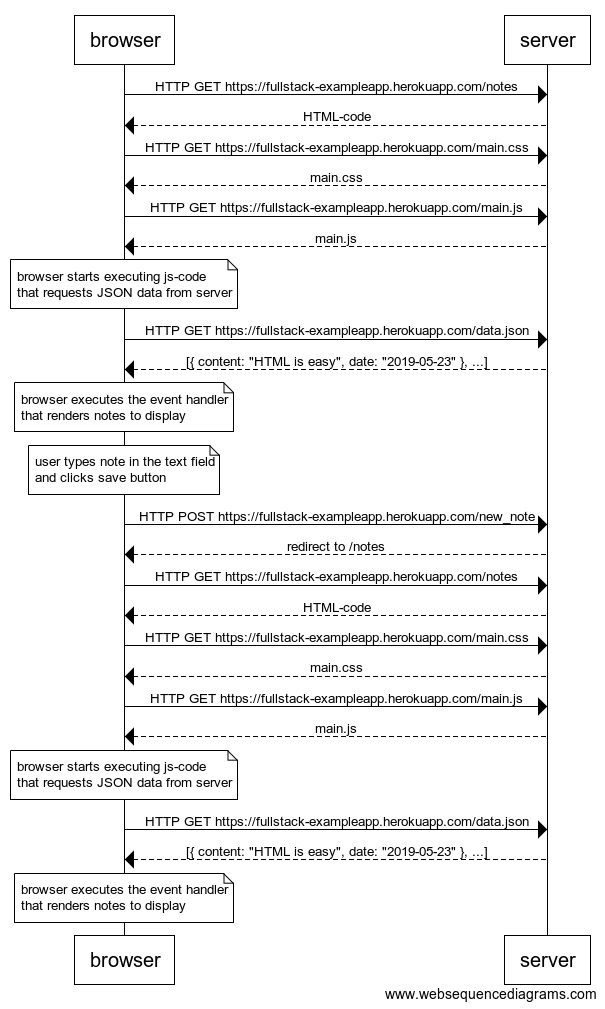 browser
server
HTTP GET https://fullstack-exampleapp.herokuapp.com/notes
HTML-code
HTTP GET https://fullstack-exampleapp.herokuapp.com/main.css
main.css
HTTP GET https://fullstack-exampleapp.herokuapp.com/main.js
main.js
browser starts executing js-code
that requests JSON data from server
HTTP GET https://fullstack-exampleapp.herokuapp.com/data.json
[{ content: "HTML is easy", date: "2019-05-23" }, ...]
browser executes the event handler
that renders notes to display
user types note in the text field
and clicks save button
HTTP POST https://fullstack-exampleapp.herokuapp.com/new_note
redirect to /notes
HTTP GET https://fullstack-exampleapp.herokuapp.com/notes
HTML-code
HTTP GET https://fullstack-exampleapp.herokuapp.com/main.css
main.css
HTTP GET https://fullstack-exampleapp.herokuapp.com/main.js
main.js
browser starts executing js-code
that requests JSON data from server
HTTP GET https://fullstack-exampleapp.herokuapp.com/data.json
[{ content: "HTML is easy", date: "2019-05-23" }, ...]
browser executes the event handler
that renders notes to display
browser
server
www.websequencediagrams.com